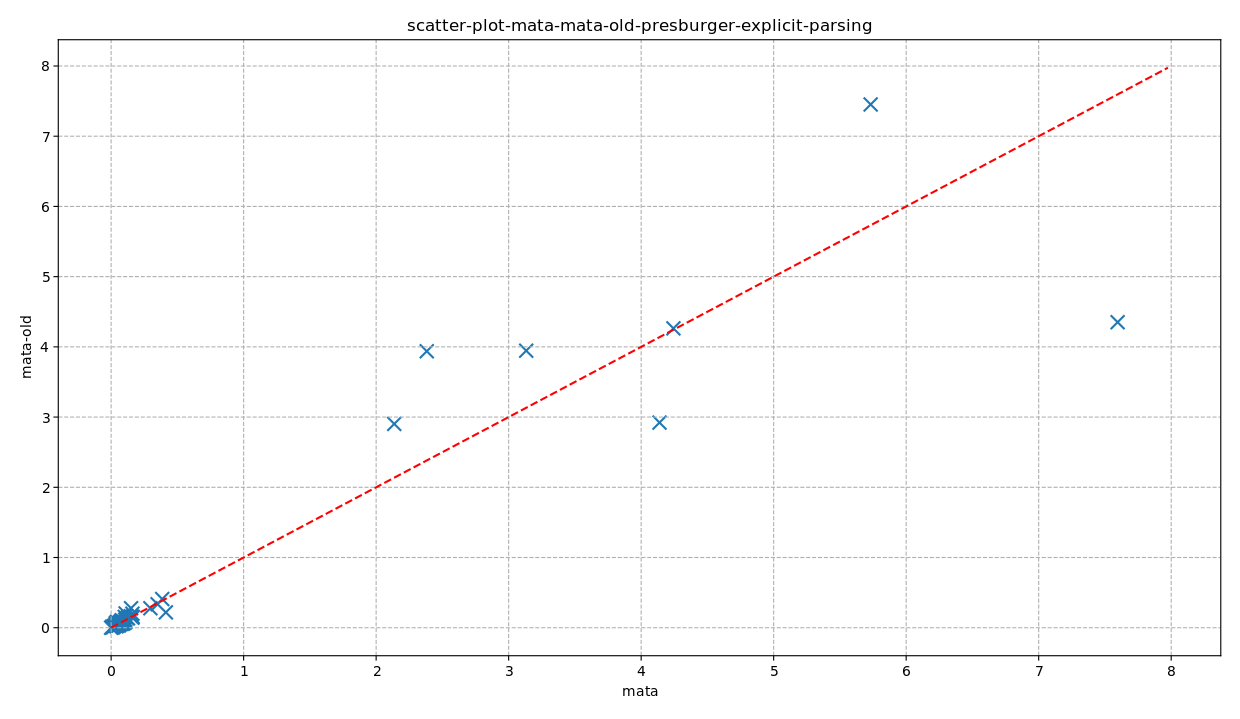 scatter-plot-mata-mata-old-presburger-explicit-parsing
8
7
6
5
4
3
2
1
0
mata-old
0 1 2 3 4 5 6 7 8
mata